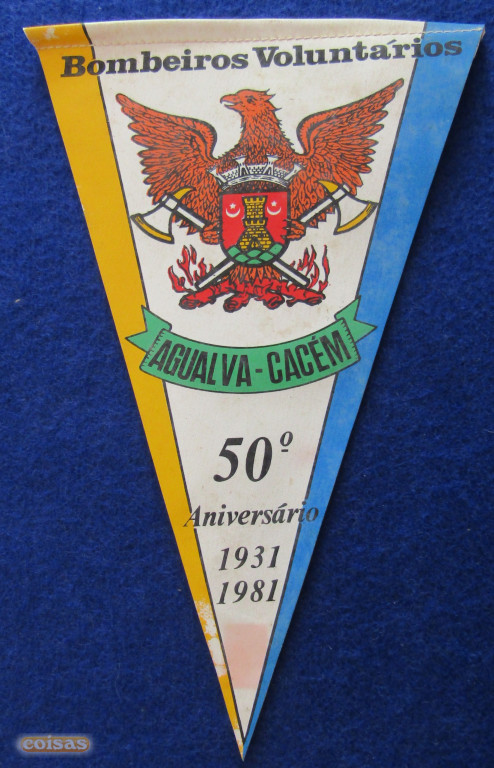 Bombeiros Voluntários
AGUALVA-CACÉM
50º
Aniversário
1931
1981
coisas